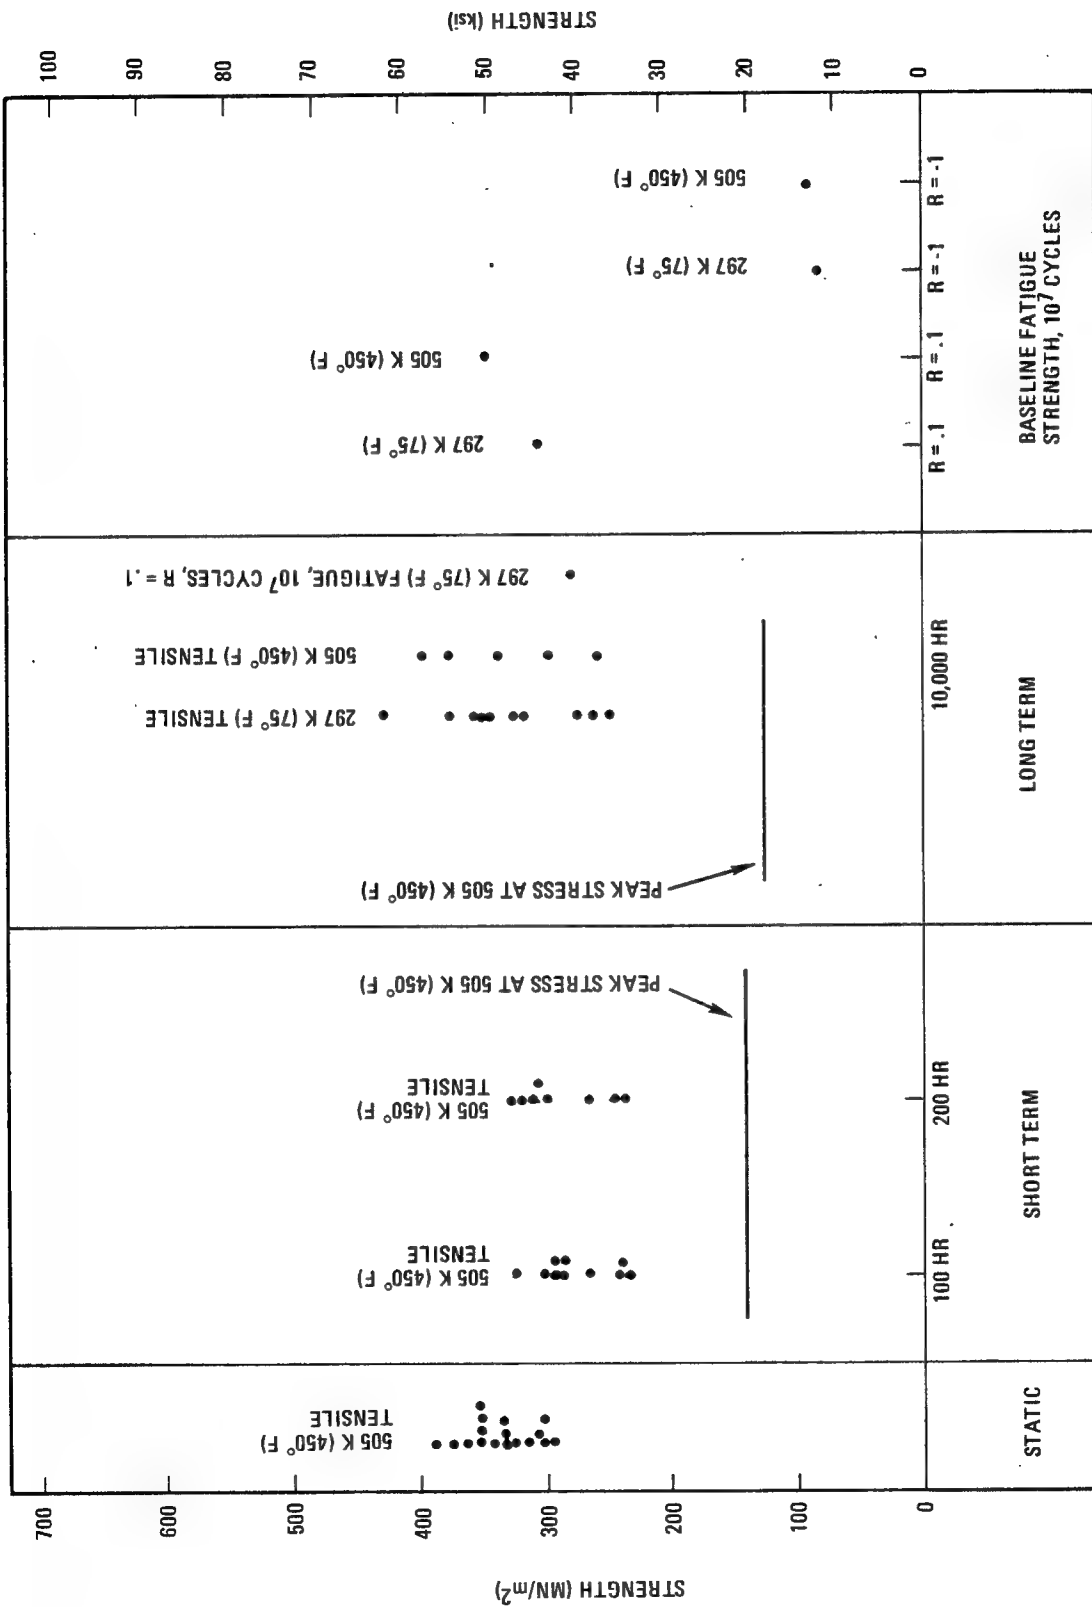 STRENGTH (MN/m²)
700
600
500
400
300
200
100
0
505 K (450° F)
TENSILE
STATIC
505 K (450° F)
TENSILE
505 K (450° F)
TENSILE
PEAK STRESS AT 505 K (450° F)
100 HR
200 HR
SHORT TERM
PEAK STRESS AT 505 K (450° F)
297 K (75° F) TENSILE
505 K (450° F) TENSILE
297 K (75° F) FATIGUE, 10⁷ CYCLES, R = .1
10,000 HR
LONG TERM
297 K (75° F)
505 K (450° F)
297 K (75° F)
505 K (450° F)
R = .1
R = .1
R = -1
R = -1
BASELINE FATIGUE
STRENGTH, 10⁷ CYCLES
100
90
80
70
60
50
40
30
20
10
0
STRENGTH (ksi)